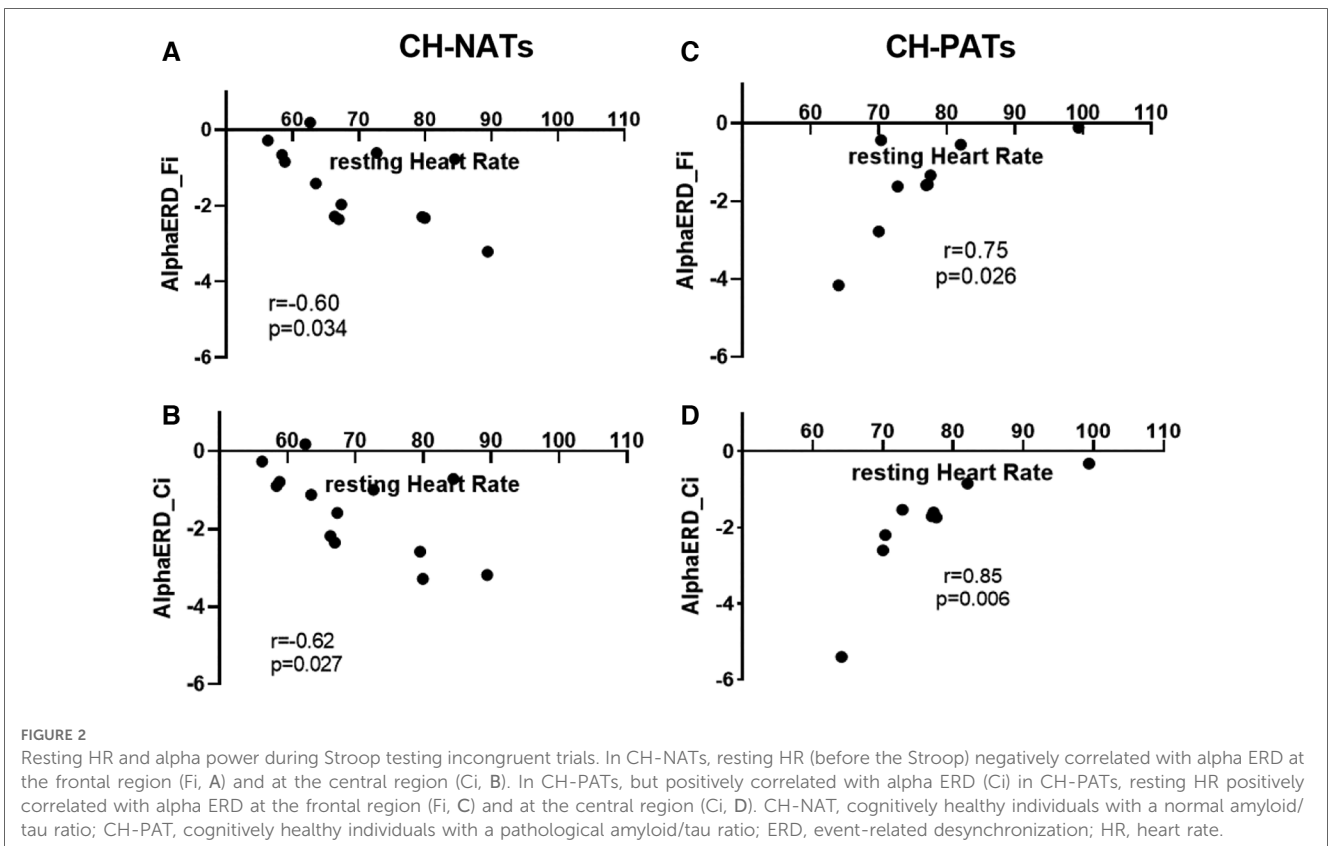 A
CH-NATs
60 70 80 90 100 110
0
resting Heart Rate
-2
-4
-6
AlphaERD_Fi
r=-0.60
p=0.034
C
CH-PATs
60 70 80 90 100 110
0
resting Heart Rate
-2
-4
-6
AlphaERD_Fi
r=0.75
p=0.026
B
60 70 80 90 100 110
0
resting Heart Rate
-2
-4
-6
AlphaERD_Ci
r=-0.62
p=0.027
D
60 70 80 90 100 110
0
resting Heart Rate
-2
-4
-6
AlphaERD_Ci
r=0.85
p=0.006
FIGURE 2
Resting HR and alpha power during Stroop testing incongruent trials. In CH-NATs, resting HR (before the Stroop) negatively correlated with alpha ERD at
the frontal region (Fi, A) and at the central region (Ci, B). In CH-PATs, but positively correlated with alpha ERD (Ci) in CH-PATs, resting HR positively
correlated with alpha ERD at the frontal region (Fi, C) and at the central region (Ci, D). CH-NAT, cognitively healthy individuals with a normal amyloid/
tau ratio; CH-PAT, cognitively healthy individuals with a pathological amyloid/tau ratio; ERD, event-related desynchronization; HR, heart rate.